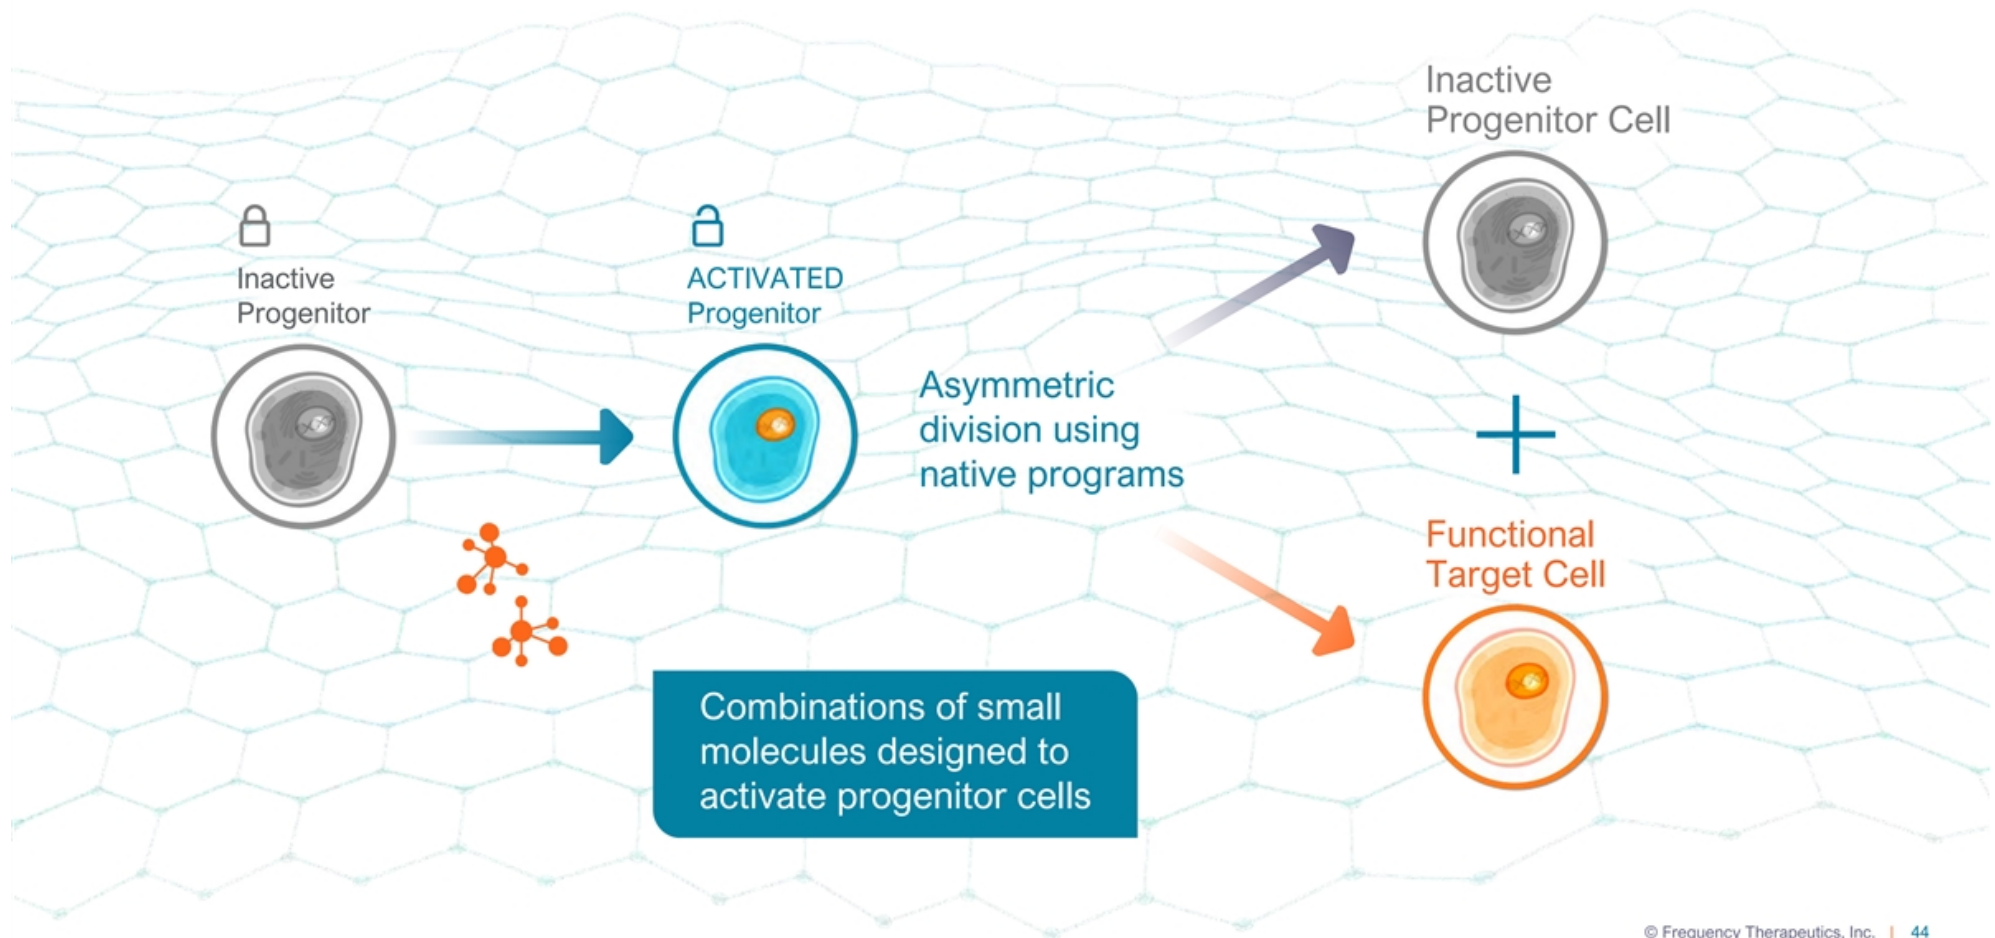 Inactive
Progenitor
ACTIVATED
Progenitor
Asymmetric
division using
native programs
Inactive
Progenitor Cell
Functional
Target Cell
Combinations of small
molecules designed to
activate progenitor cells
© Frequency Therapeutics, Inc. | 44